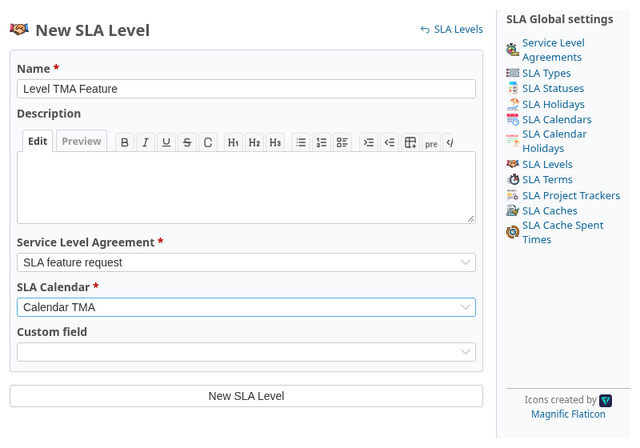 New SLA Level
SLA Levels
Name *
Level TMA Feature
Description
Edit Preview B I U S C H1 H2 H3 pre
Service Level Agreement *
SLA feature request
SLA Calendar *
Calendar TMA
Custom field
New SLA Level
SLA Global settings
Service Level
Agreements
SLA Types
SLA Statuses
SLA Holidays
SLA Calendars
SLA Calendar
Holidays
SLA Levels
SLA Terms
SLA Project Trackers
SLA Caches
SLA Cache Spent
Times
Icons created by
Magnific Flaticon